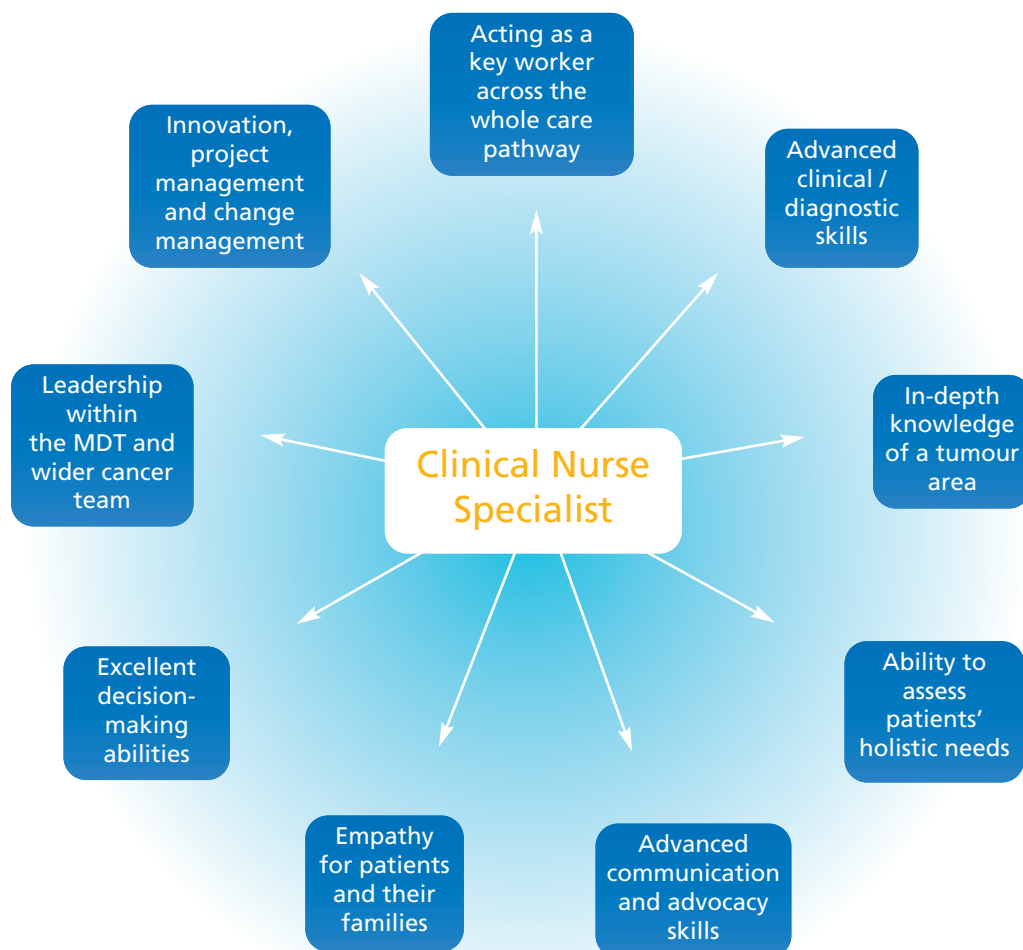 Acting as a
key worker
across the
whole care
pathway
Innovation,
project
management
and change
management
Advanced
clinical /
diagnostic
skills
Leadership
within
the MDT and
wider cancer
team
Clinical Nurse
Specialist
In-depth
knowledge
of a tumour
area
Excellent
decision-
making
abilities
Ability to
assess
patients’
holistic needs
Empathy
for patients
and their
families
Advanced
communication
and advocacy
skills